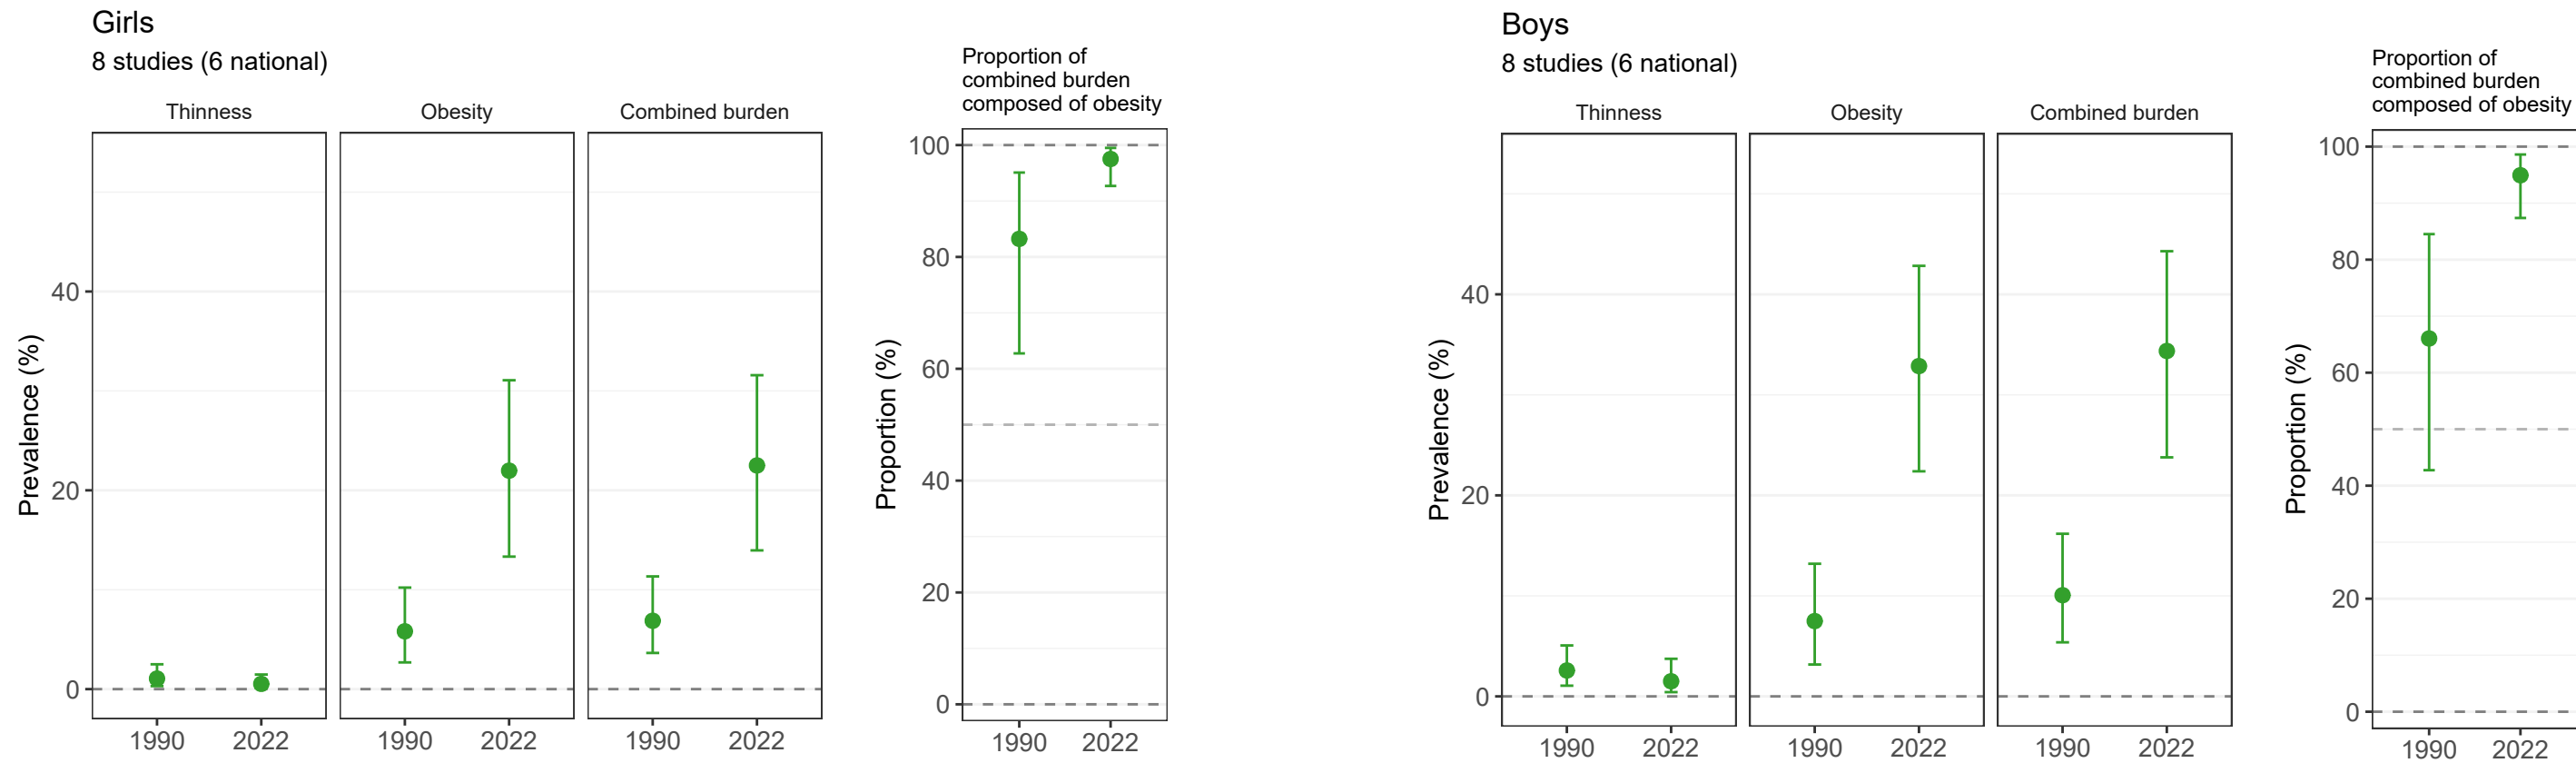 Girls
8 studies (6 national)
Thinness
Obesity
Combined burden
Prevalence (%)
40
20
0
1990
2022
1990
2022
1990
2022
Proportion of
combined burden
composed of obesity
Proportion (%)
100
80
60
40
20
0
1990
2022
Boys
8 studies (6 national)
Thinness
Obesity
Combined burden
Prevalence (%)
40
20
0
1990
2022
1990
2022
1990
2022
Proportion of
combined burden
composed of obesity
Proportion (%)
100
80
60
40
20
0
1990
2022